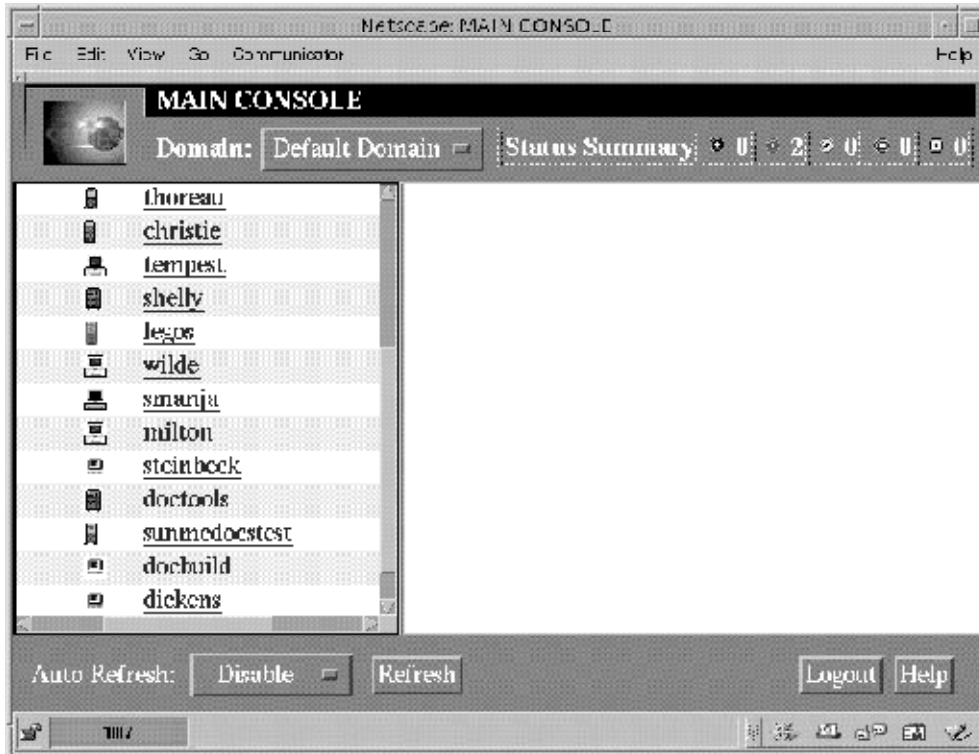 Netscape: MAIN CONSOLE
File Edit View Go Communicator Help
MAIN CONSOLE
Domain: Default Domain Status Summary 0 2 0 0 0
thoreau
christie
tempest
shelly
legos
wilde
smanja
milton
steinbeck
doctools
sunmcdocstest
docbuild
dickens
Auto Refresh: Disable Refresh Logout Help